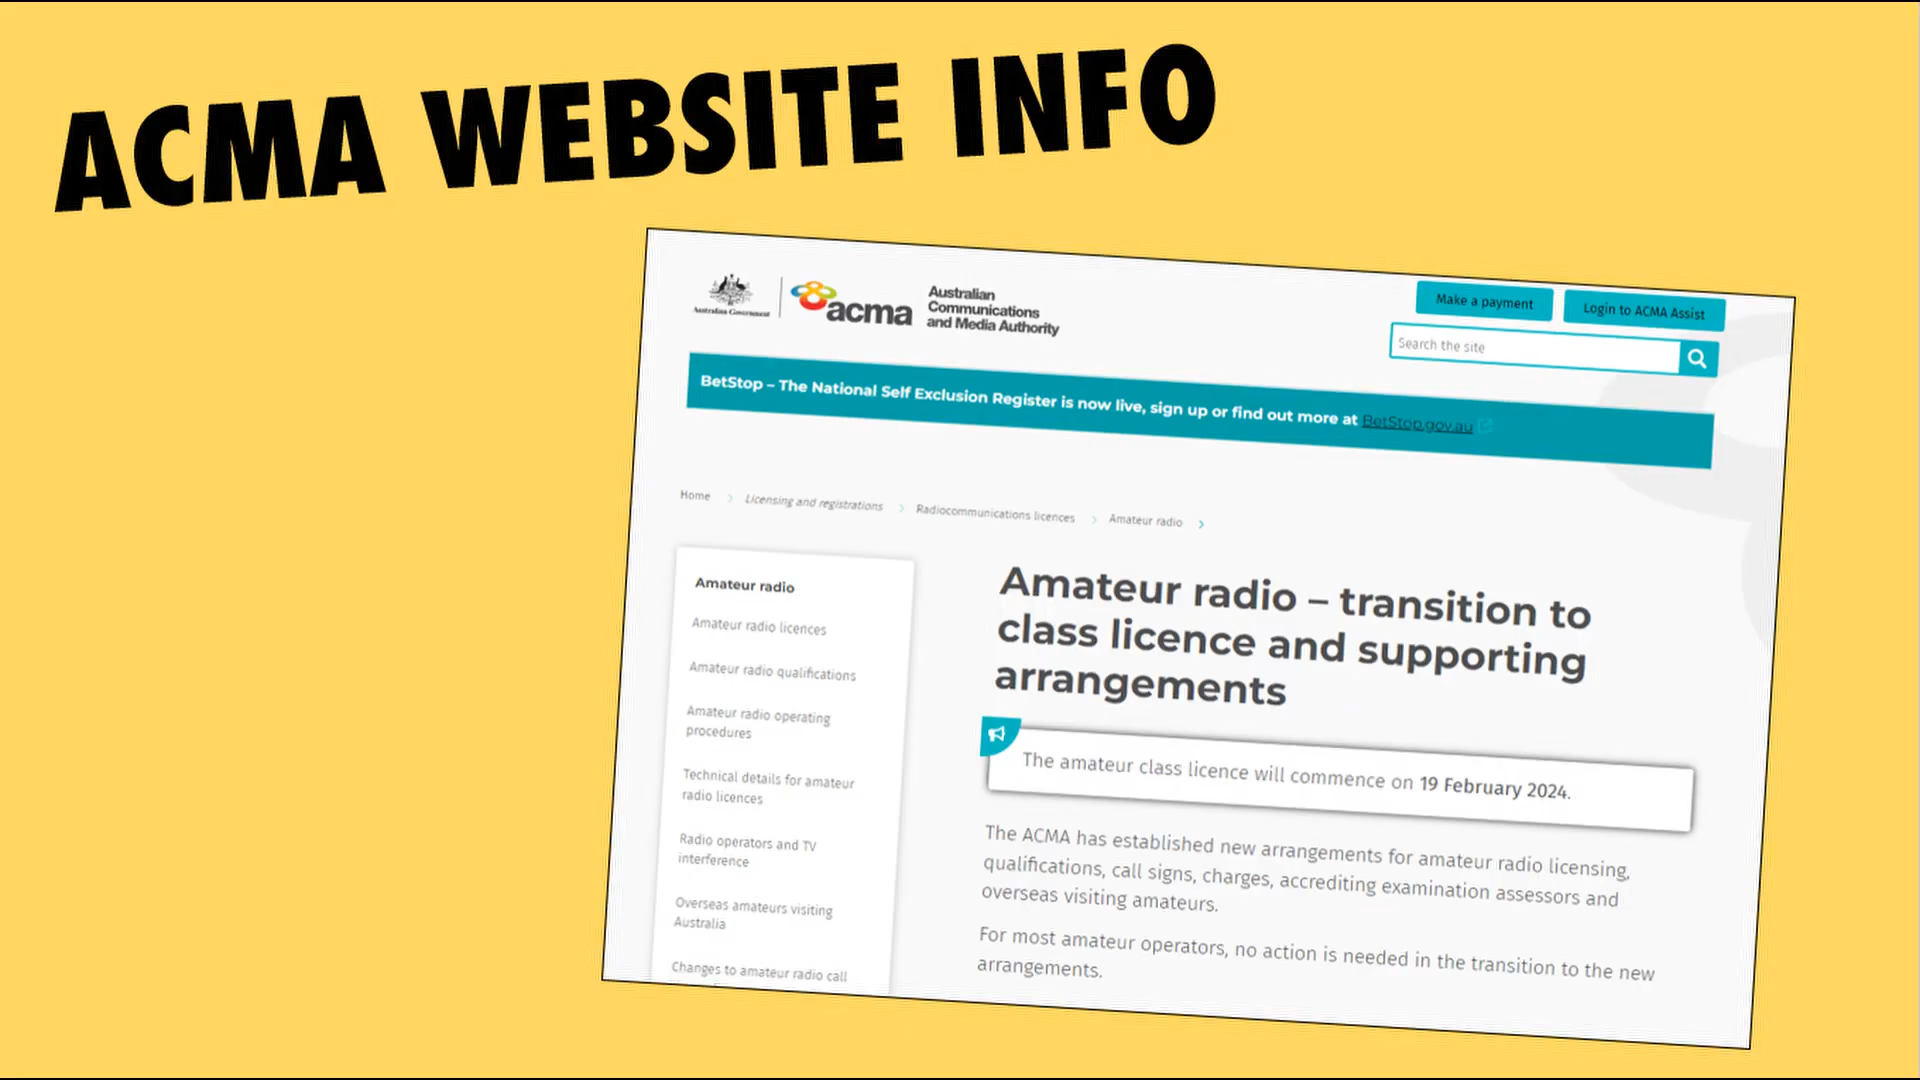 ACMA WEBSITE INFO
Australian Government
acma
Australian
Communications
and Media Authority
Make a payment
Login to ACMA Assist
Search the site
BetStop – The National Self Exclusion Register is now live, sign up or find out more at BetStop.gov.au
Home > Licensing and registrations > Radiocommunications licences > Amateur radio >
Amateur radio
Amateur radio licences
Amateur radio qualifications
Amateur radio operating
procedures
Technical details for amateur
radio licences
Radio operators and TV
interference
Overseas amateurs visiting
Australia
Changes to amateur radio call
Amateur radio – transition to
class licence and supporting
arrangements
The amateur class licence will commence on 19 February 2024.
The ACMA has established new arrangements for amateur radio licensing,
qualifications, call signs, charges, accrediting examination assessors and
overseas visiting amateurs.
For most amateur operators, no action is needed in the transition to the new
arrangements.